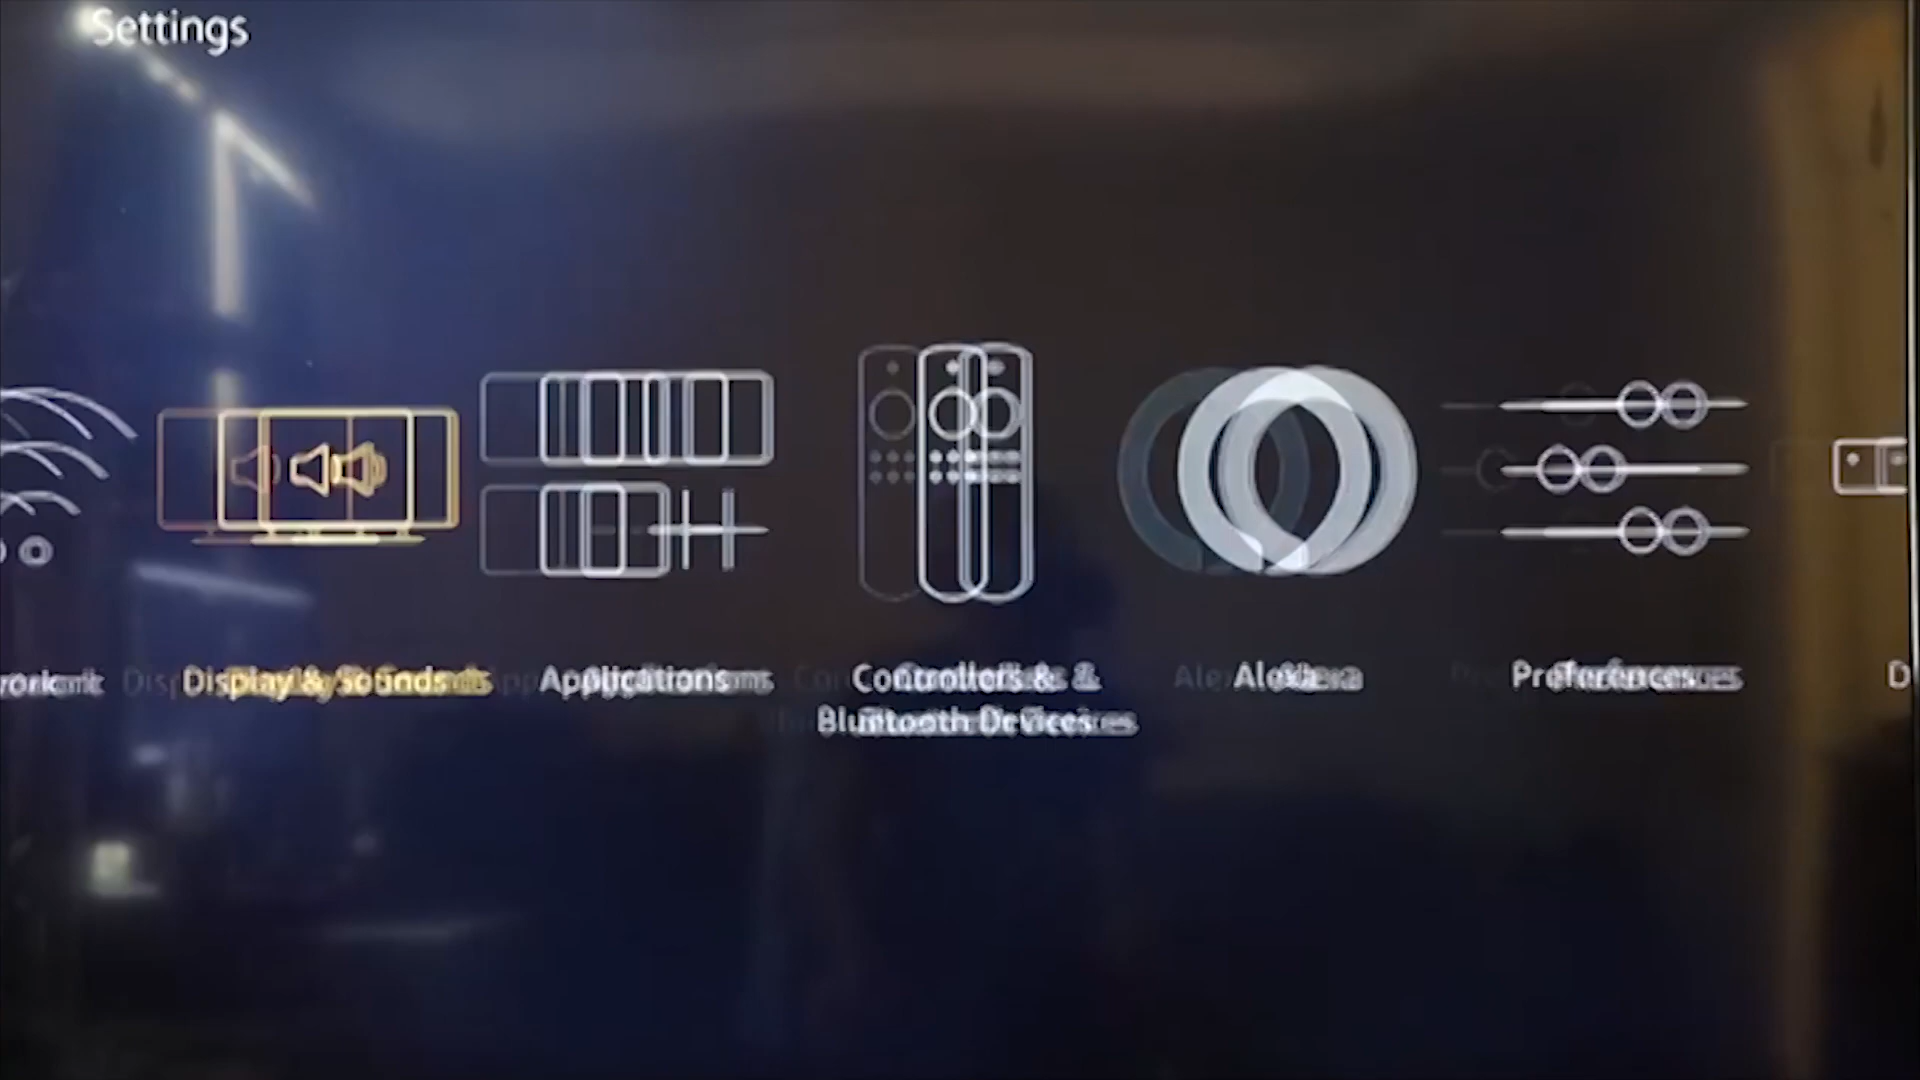 Settings
Display & Sounds
Applications
Controllers &
Bluetooth Devices
Alexa
Preferences